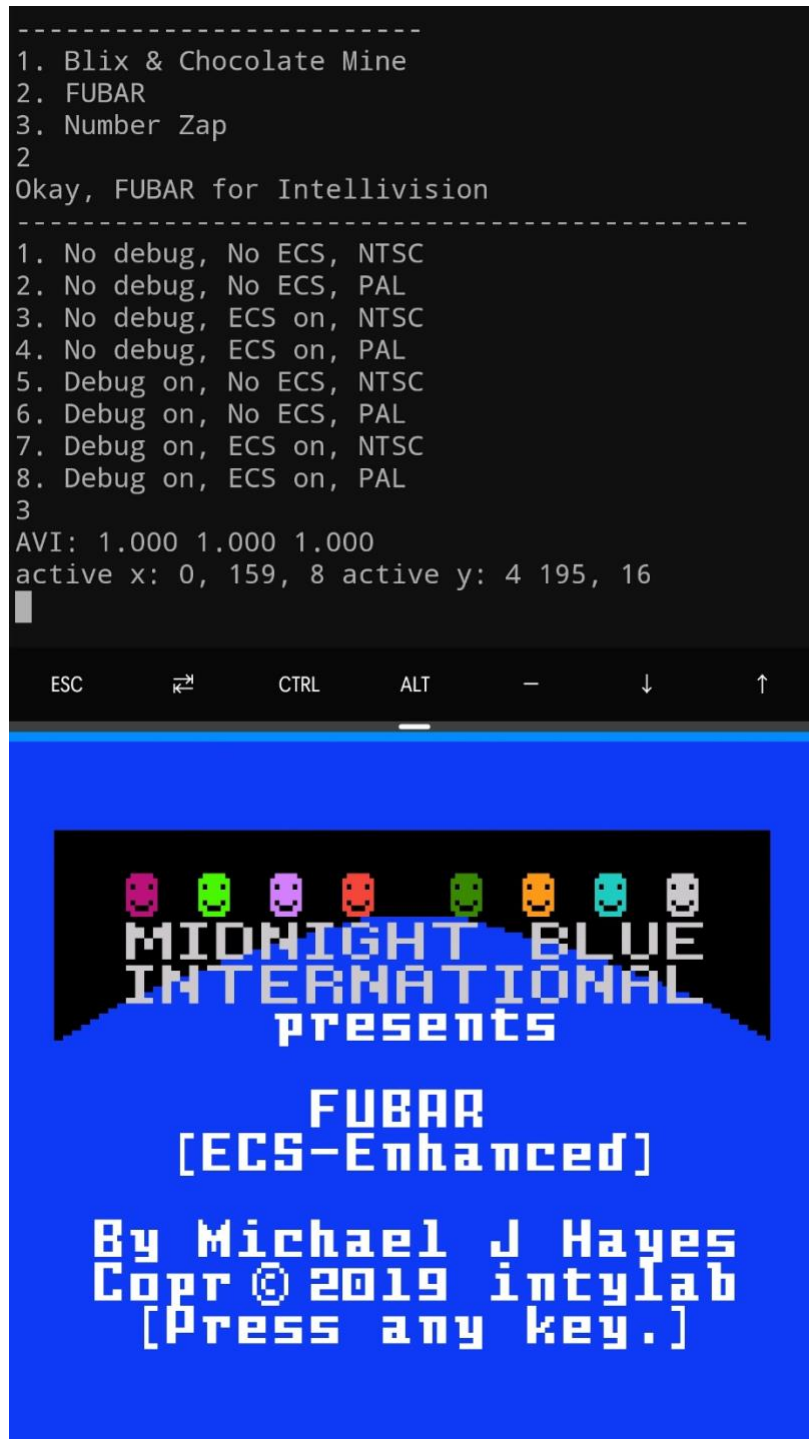 ---------------------------
1. Blix & Chocolate Mine
2. FUBAR
3. Number Zap
2
Okay, FUBAR for Intellivision
----------------------------------------------
1. No debug, No ECS, NTSC
2. No debug, No ECS, PAL
3. No debug, ECS on, NTSC
4. No debug, ECS on, PAL
5. Debug on, No ECS, NTSC
6. Debug on, No ECS, PAL
7. Debug on, ECS on, NTSC
8. Debug on, ECS on, PAL
3
AVI: 1.000 1.000 1.000
active x: 0, 159, 8 active y: 4 195, 16
ESC ⇄ CTRL ALT – ↓ ↑
MIDNIGHT BLUE
INTERNATIONAL
presents
FUBAR
[ECS-Enhanced]
By Michael J Hayes
Copr © 2019 intylab
[Press any key.]